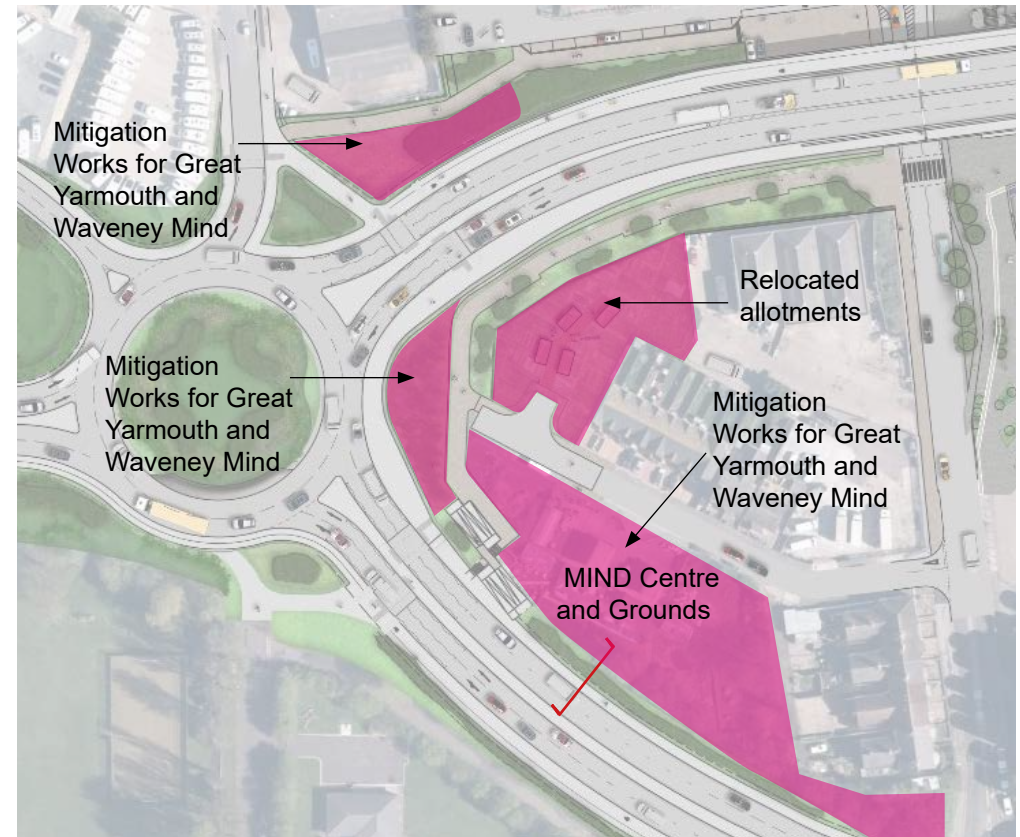 Mitigation
Works for Great
Yarmouth and
Waveney Mind
Relocated
allotments
Mitigation
Works for Great
Yarmouth and
Waveney Mind
Mitigation
Works for Great
Yarmouth and
Waveney Mind
MIND Centre
and Grounds